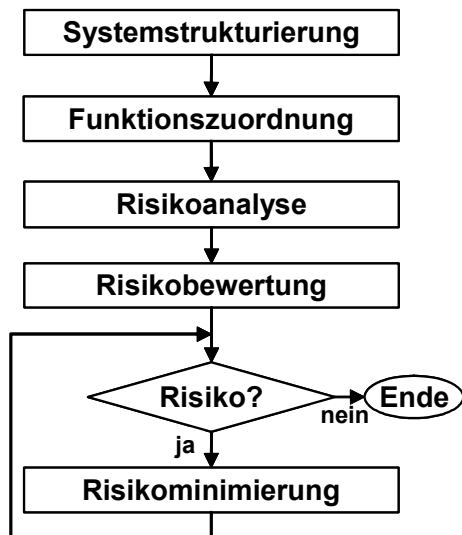 Systemstrukturierung
Funktionszuordnung
Risikoanalyse
Risikobewertung
Risiko?
Ende
nein
ja
Risikominimierung